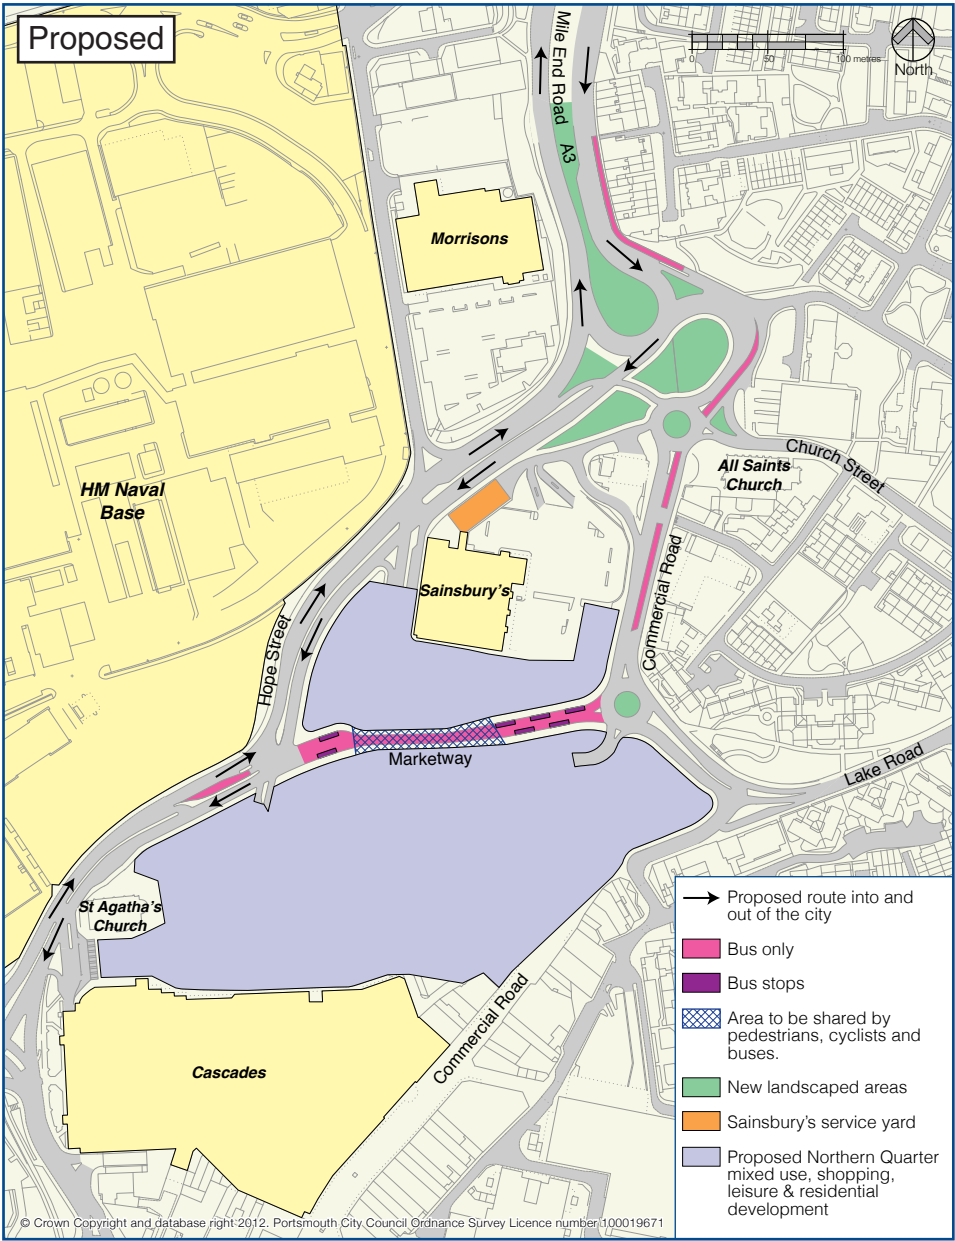 Proposed
Mile End Road A3
0 50 100 metres
North
Morrisons
HM Naval
Base
Church Street
All Saints
Church
Sainsbury's
Commercial Road
Hope Street
Marketway
Lake Road
St Agatha's
Church
Commercial Road
Cascades
Proposed route into and
out of the city
Bus only
Bus stops
Area to be shared by
pedestrians, cyclists and
buses.
New landscaped areas
Sainsbury's service yard
Proposed Northern Quarter
mixed use, shopping,
leisure & residential
development
© Crown Copyright and database right 2012. Portsmouth City Council Ordnance Survey Licence number 100019671